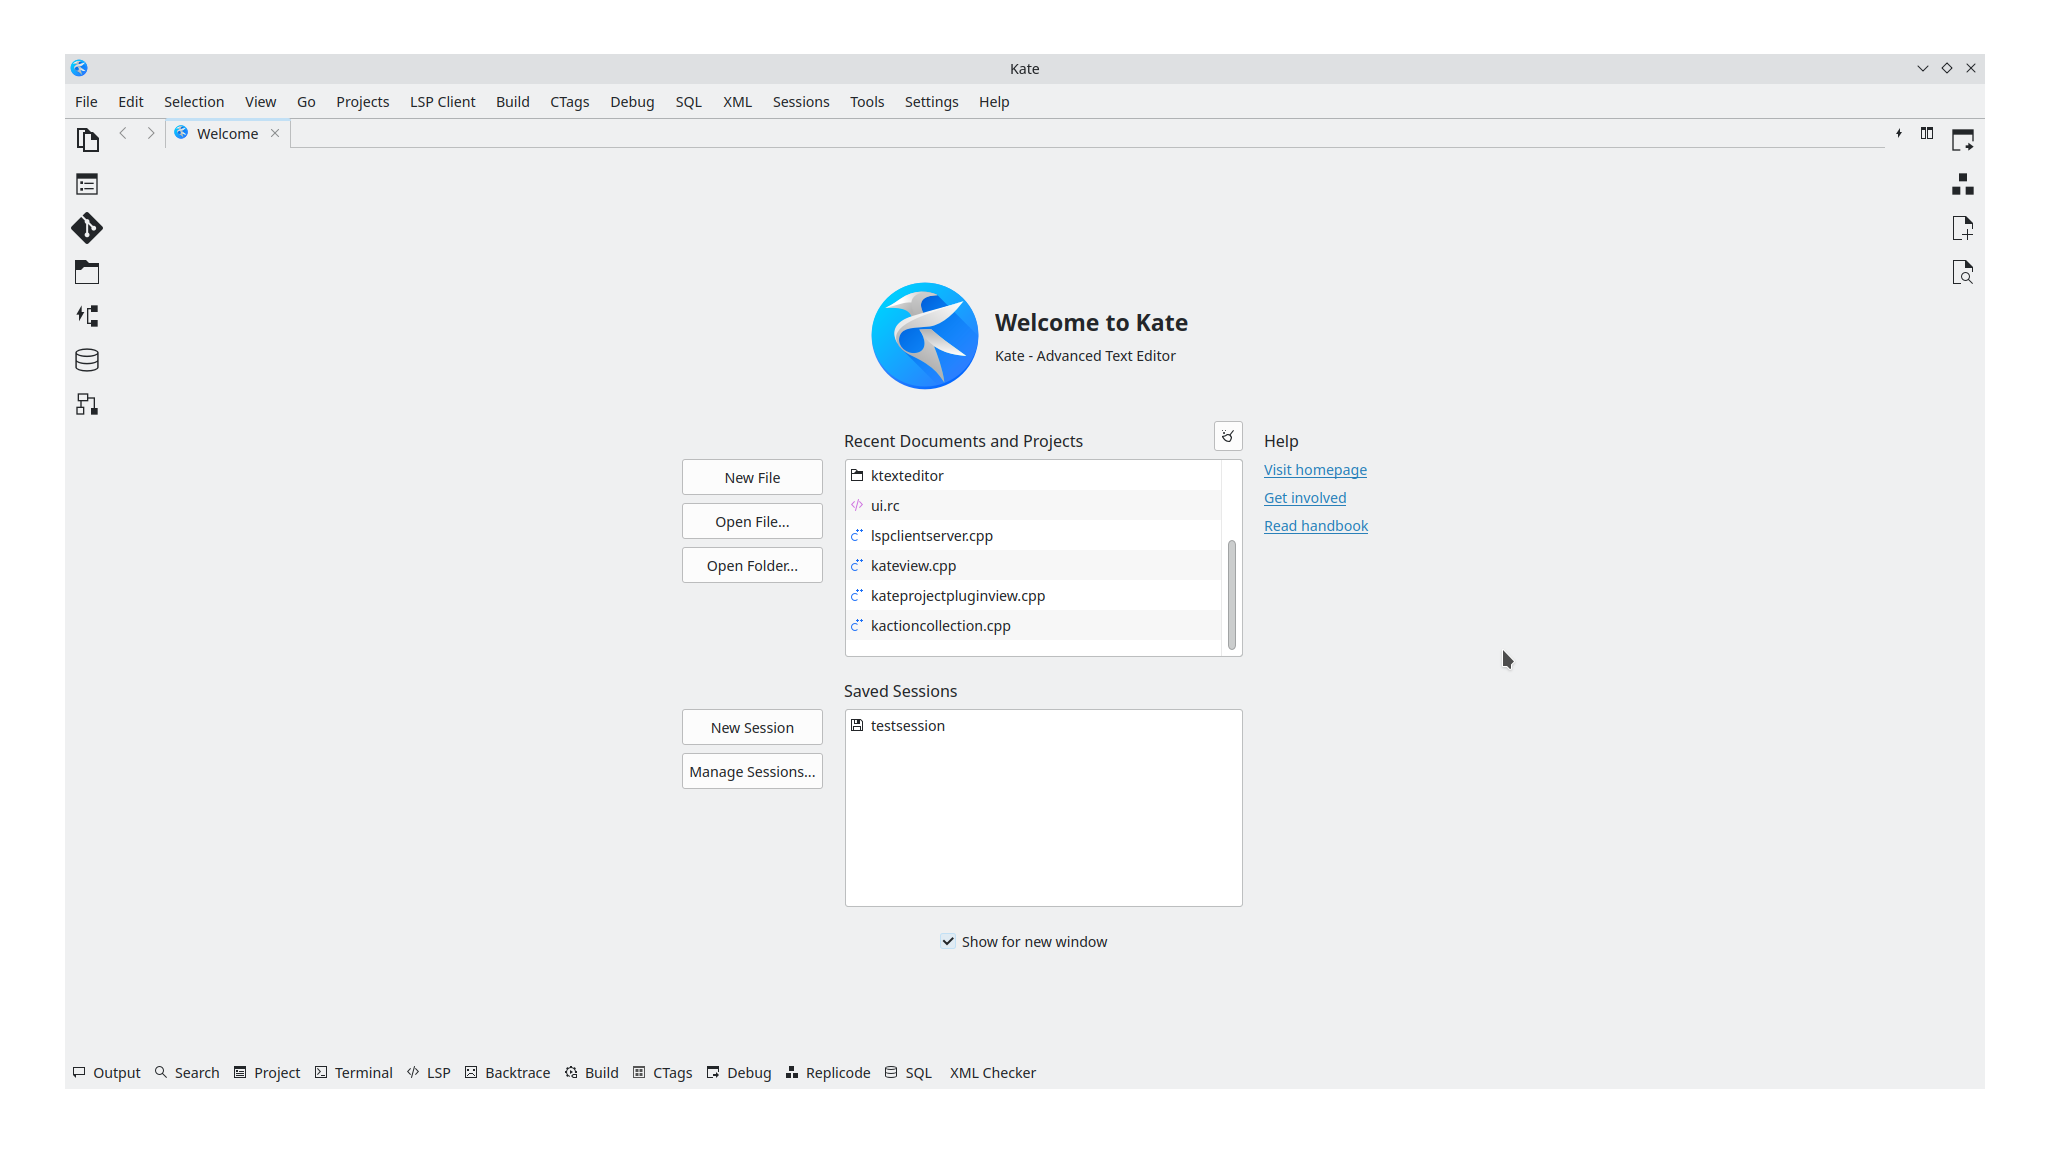 Kate
File Edit Selection View Go Projects LSP Client Build CTags Debug SQL XML Sessions Tools Settings Help
Welcome
Welcome to Kate
Kate - Advanced Text Editor
Recent Documents and Projects
Help
New File
Open File...
Open Folder...
ktexteditor
ui.rc
lspclientserver.cpp
kateview.cpp
kateprojectpluginview.cpp
kactioncollection.cpp
Visit homepage
Get involved
Read handbook
Saved Sessions
New Session
Manage Sessions...
testsession
Show for new window
Output Search Project Terminal LSP Backtrace Build CTags Debug Replicode SQL XML Checker